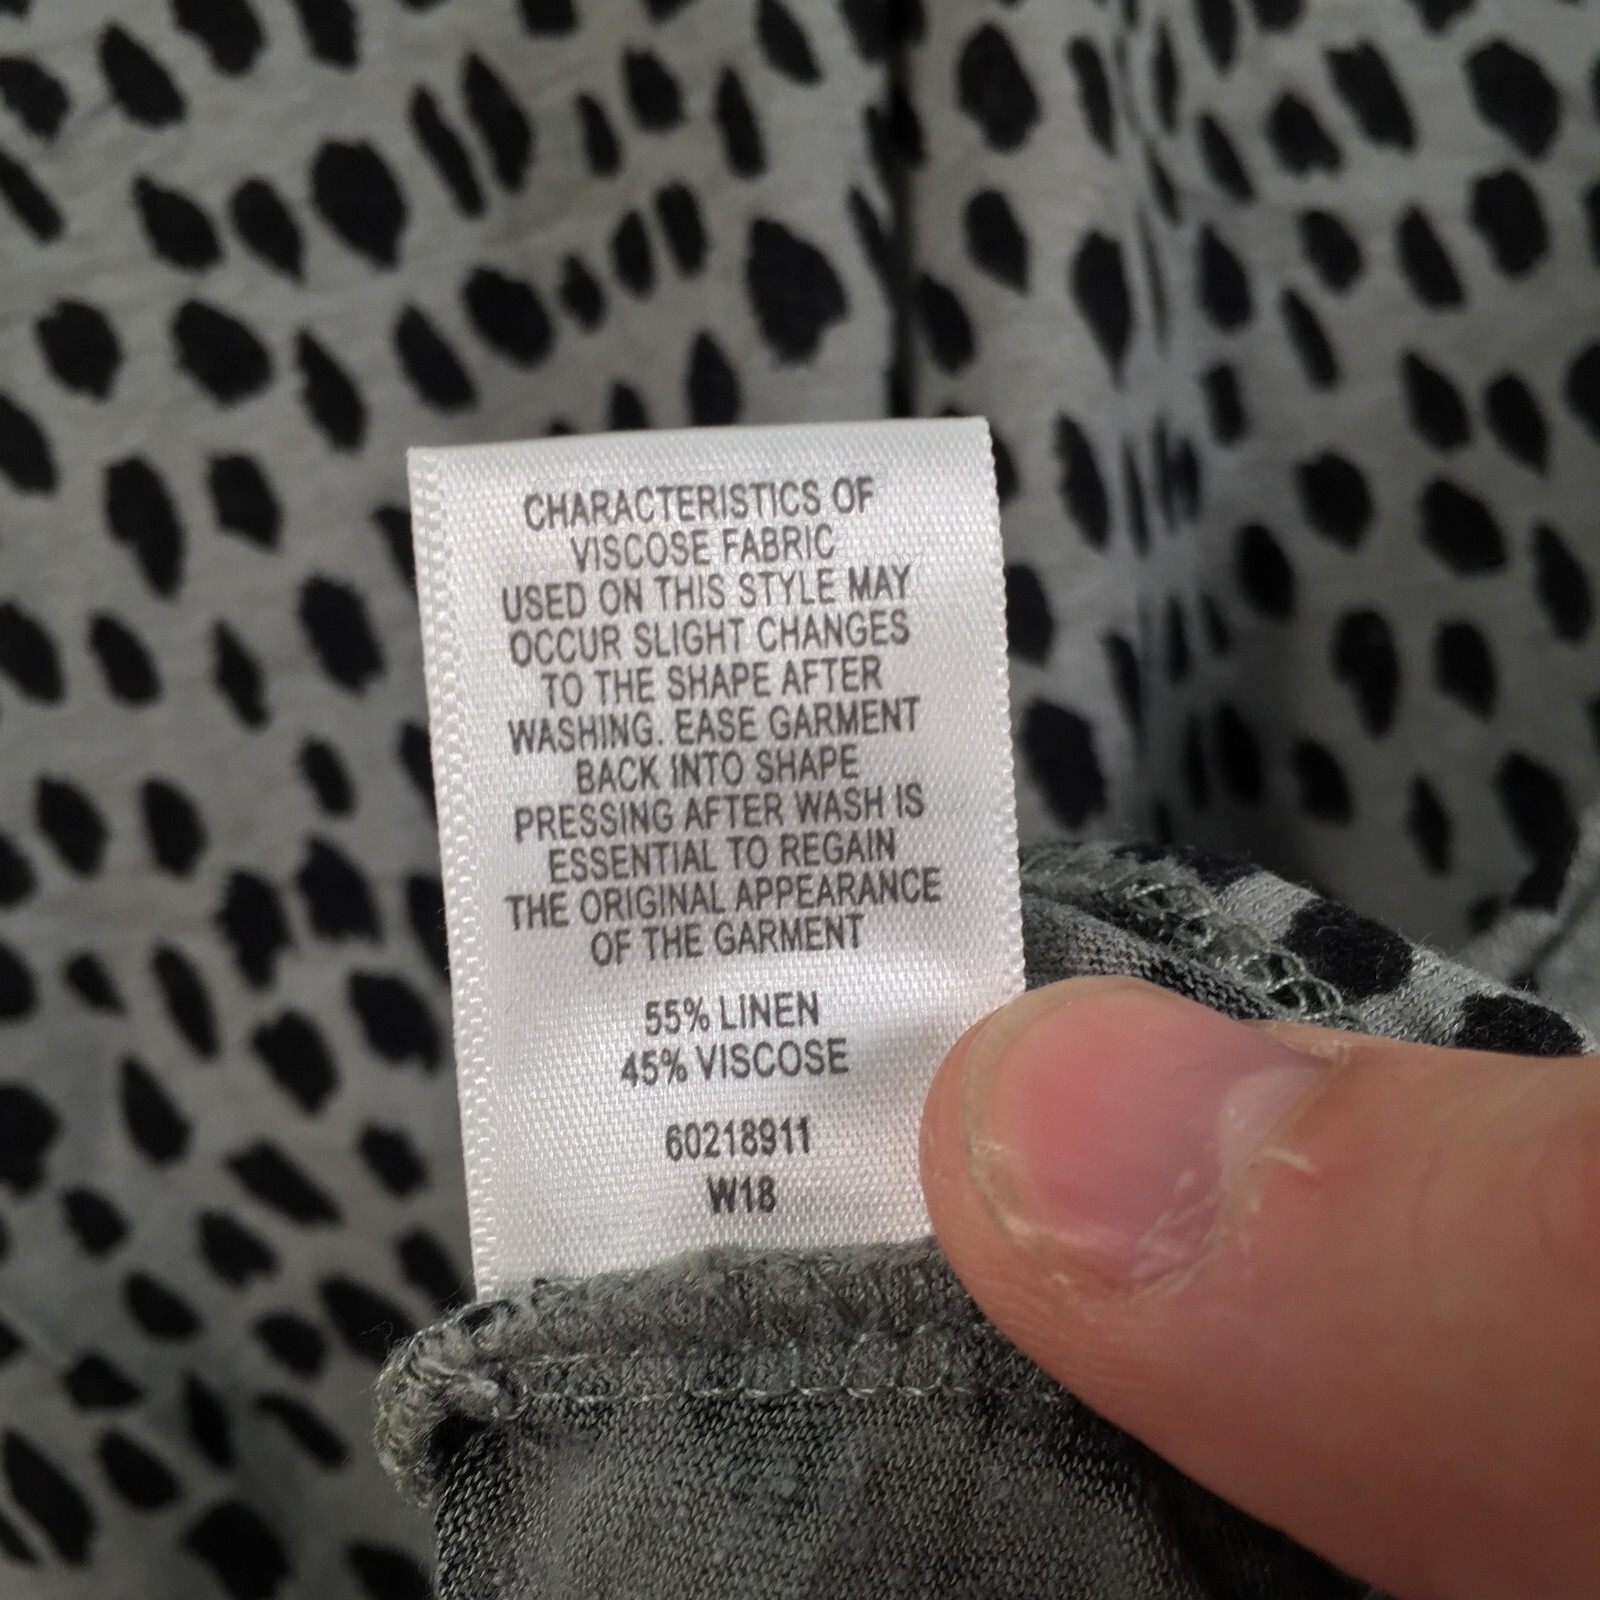 CHARACTERISTICS OF
VISCOSE FABRIC
USED ON THIS STYLE MAY
OCCUR SLIGHT CHANGES
TO THE SHAPE AFTER
WASHING. EASE GARMENT
BACK INTO SHAPE
PRESSING AFTER WASH IS
ESSENTIAL TO REGAIN
THE ORIGINAL APPEARANCE
OF THE GARMENT
55% LINEN
45% VISCOSE
60218911
W18